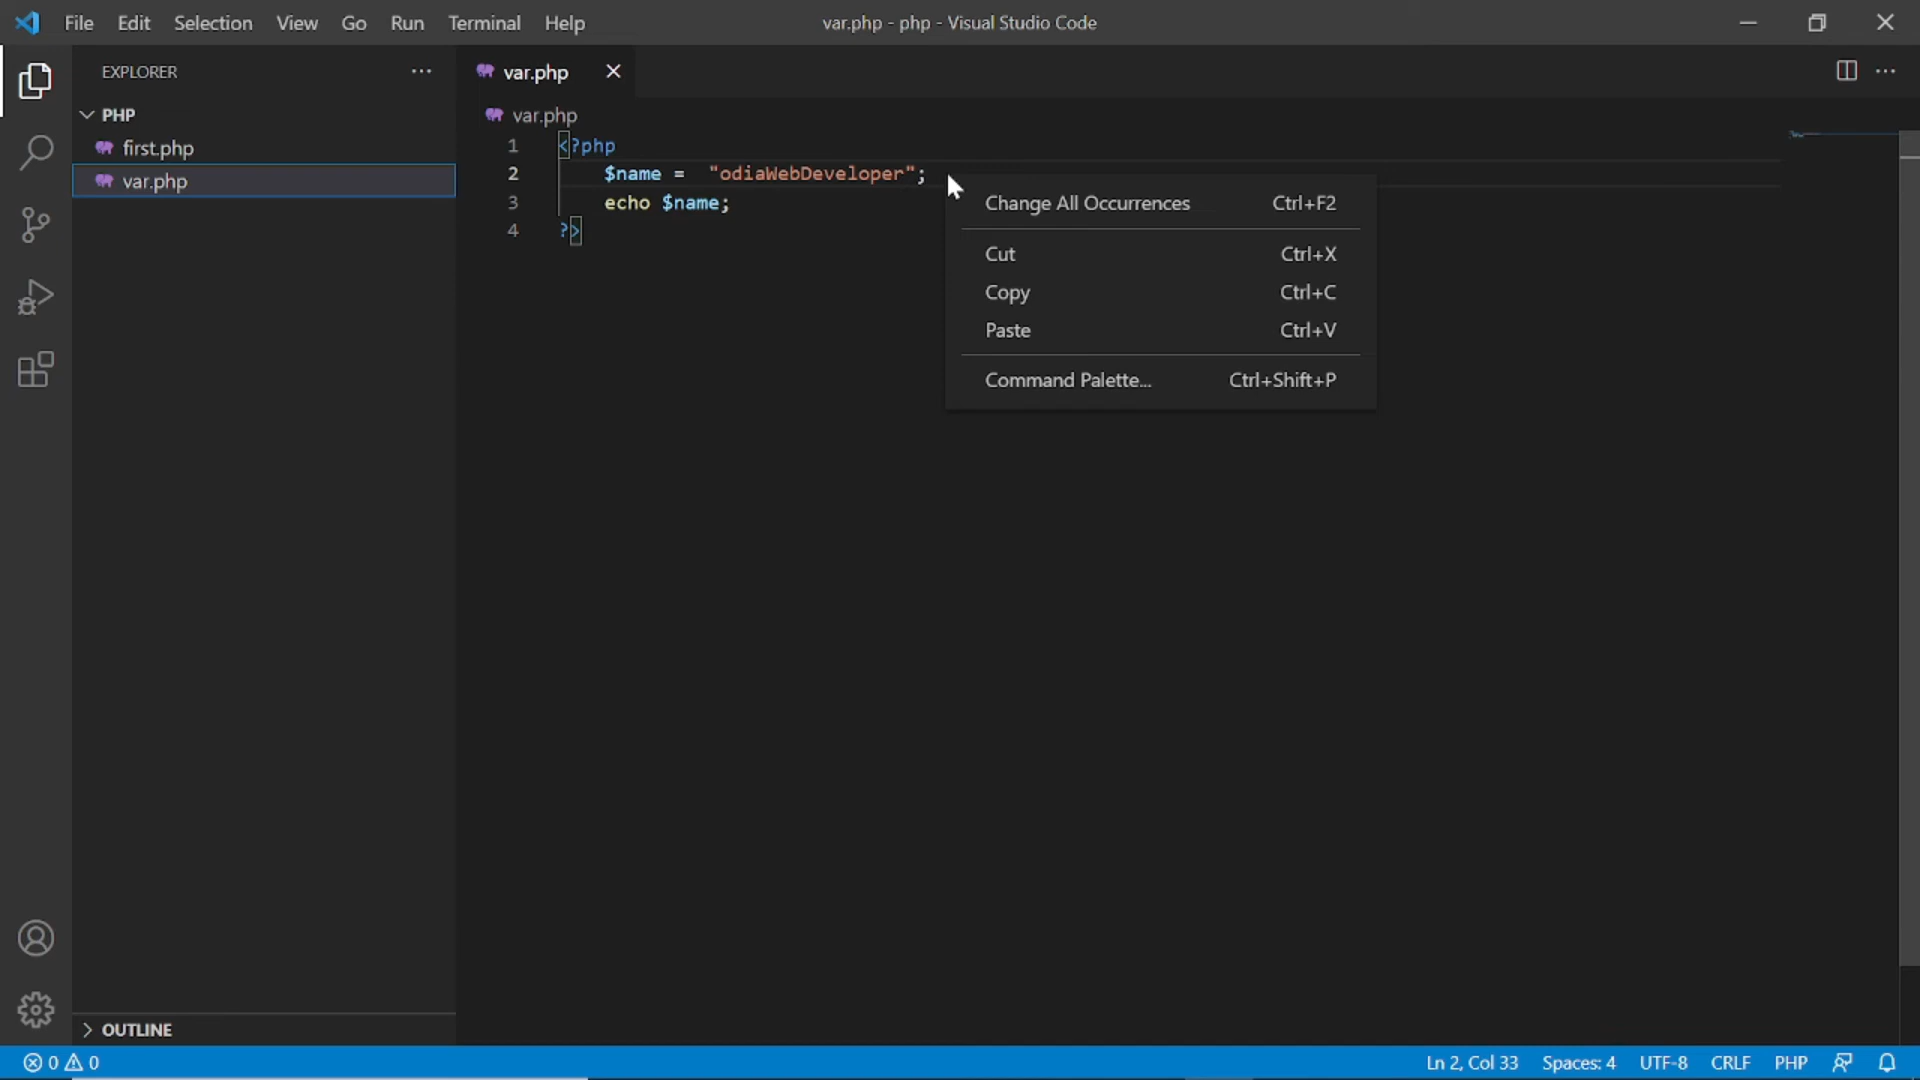 File Edit Selection View Go Run Terminal Help var.php - php - Visual Studio Code
EXPLORER
PHP
first.php
var.php
OUTLINE
var.php
var.php
1 <?php
2 $name =  "odiaWebDeveloper";
3 echo $name;
4 ?>
Change All Occurrences Ctrl+F2
Cut Ctrl+X
Copy Ctrl+C
Paste Ctrl+V
Command Palette... Ctrl+Shift+P
0 0 Ln 2, Col 33 Spaces: 4 UTF-8 CRLF PHP